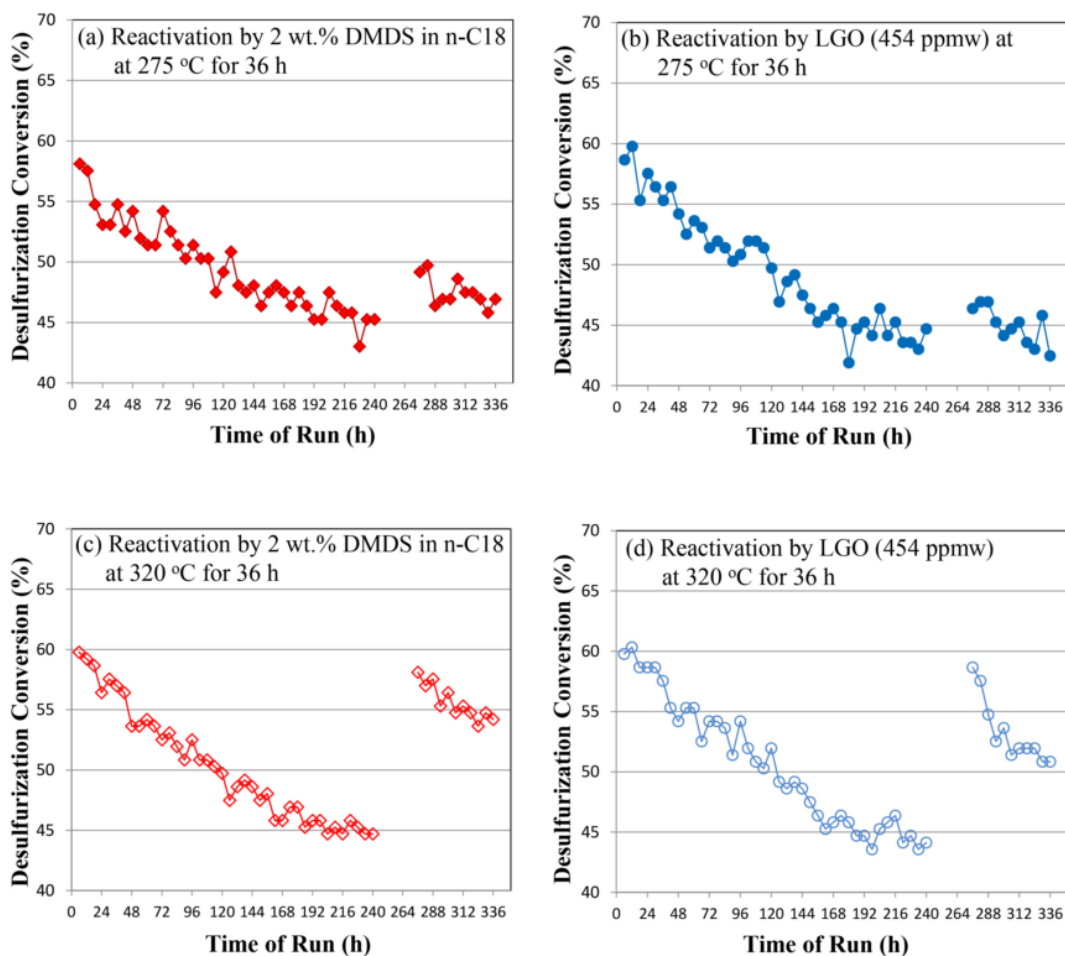 (a) Reactivation by 2 wt.% DMDS in n-C18
at 275 °C for 36 h
Desulfurization Conversion (%)
70
65
60
55
50
45
40
0 24 48 72 96 120 144 168 192 216 240 264 288 312 336
Time of Run (h)
(b) Reactivation by LGO (454 ppmw) at
275 °C for 36 h
Desulfurization Conversion (%)
70
65
60
55
50
45
40
0 24 48 72 96 120 144 168 192 216 240 264 288 312 336
Time of Run (h)
(c) Reactivation by 2 wt.% DMDS in n-C18
at 320 °C for 36 h
Desulfurization Conversion (%)
70
65
60
55
50
45
40
0 24 48 72 96 120 144 168 192 216 240 264 288 312 336
Time of Run (h)
(d) Reactivation by LGO (454 ppmw)
at 320 °C for 36 h
Desulfurization Conversion (%)
70
65
60
55
50
45
40
0 24 48 72 96 120 144 168 192 216 240 264 288 312 336
Time of Run (h)